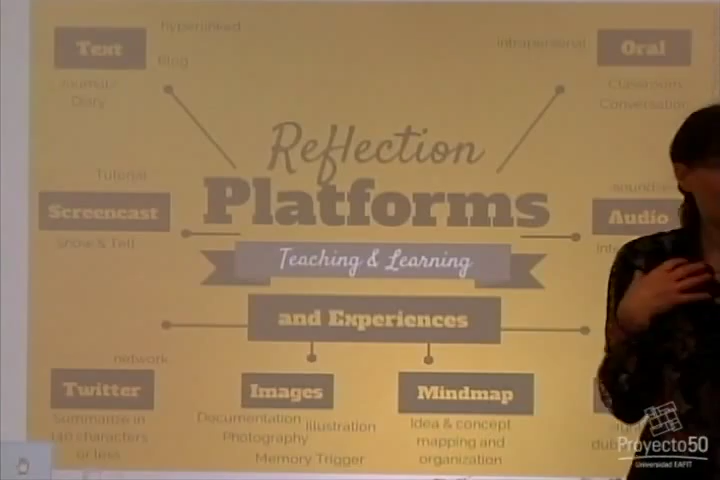 hyperlinked
Text
Blog
Journals
Diary
intrapersonal
Oral
Classroom
Conversation
Reflection
Platforms
Teaching & Learning
and Experiences
Tutorial
Screencast
Show & Tell
Audio
network
Twitter
Summarize in
140 characters
or less
Images
Documentation
Illustration
Photography
Memory Trigger
Mindmap
Idea & concept
mapping and
organization
Proyecto50
Universidad EAFIT